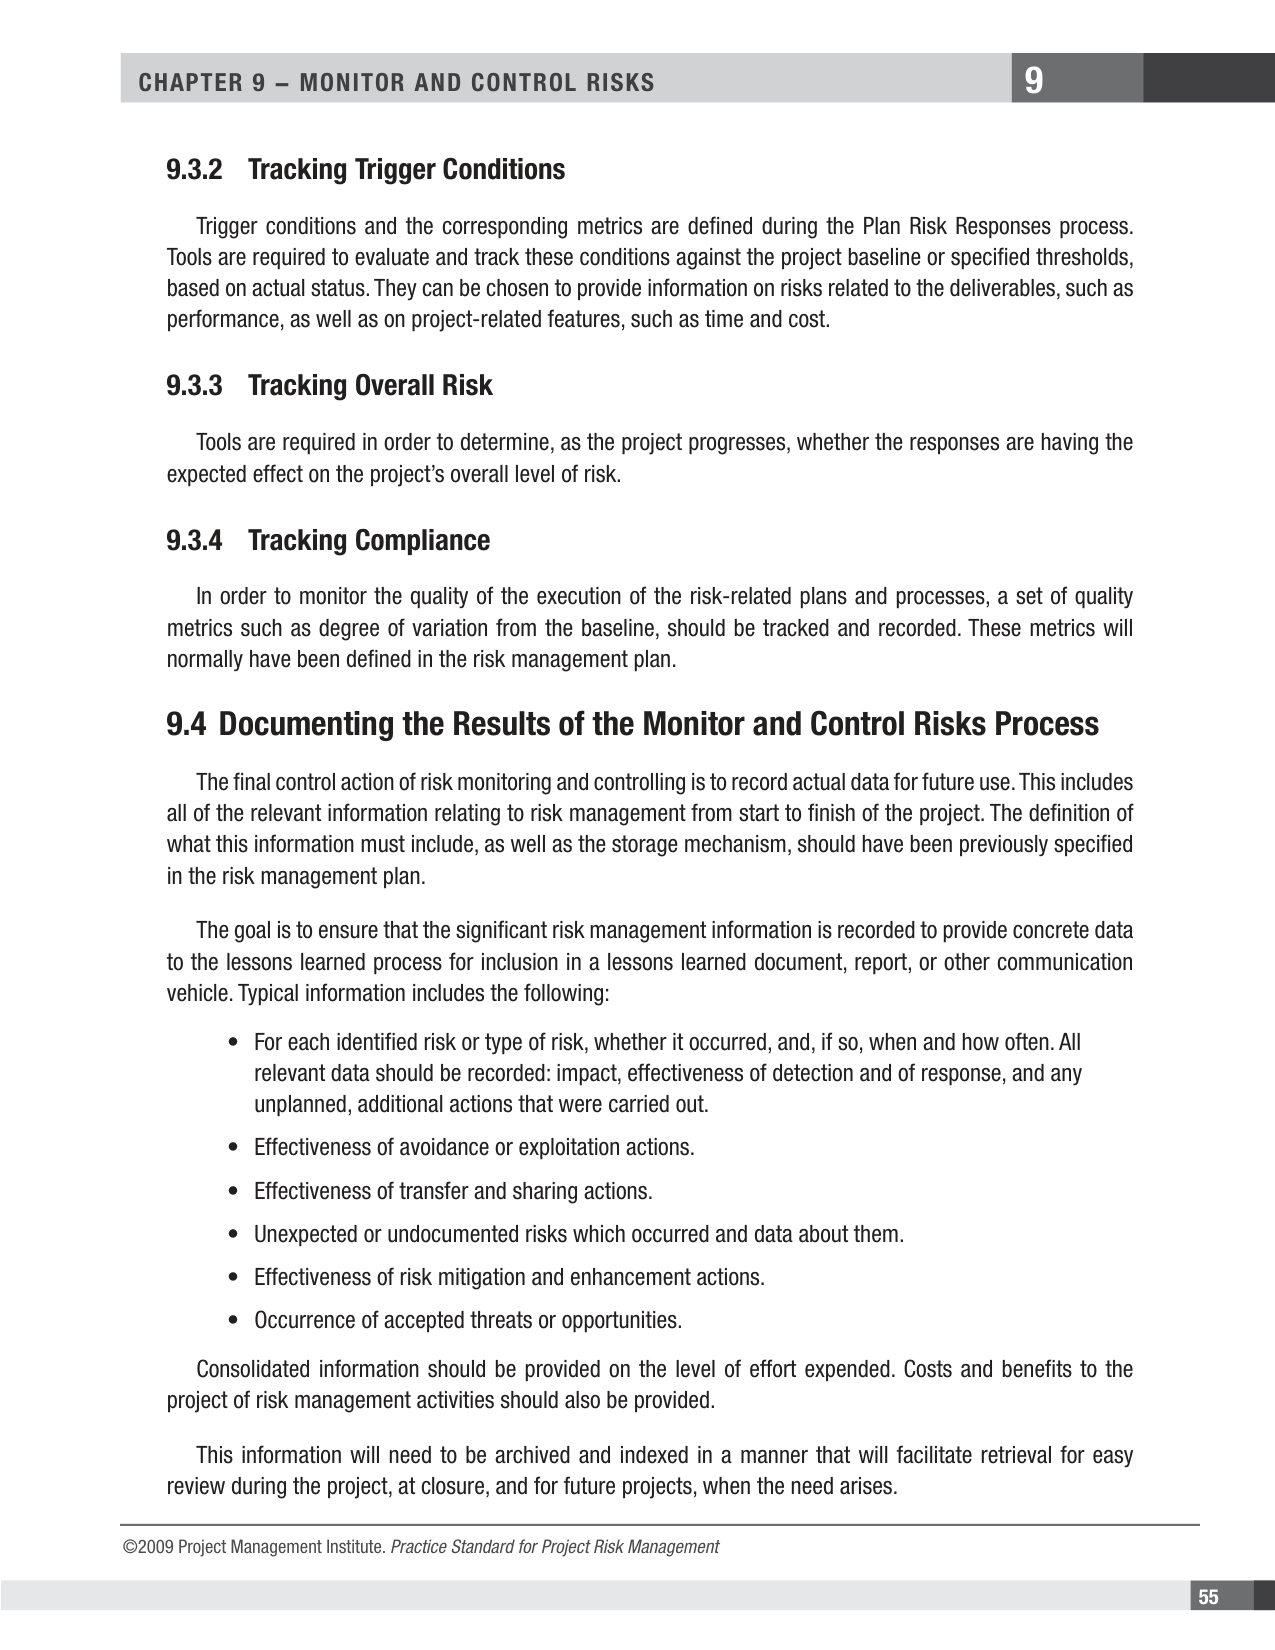 CHAPTER 9 – MONITOR AND CONTROL RISKS
9
9.3.2 Tracking Trigger Conditions
Trigger conditions and the corresponding metrics are defined during the Plan Risk Responses process.
Tools are required to evaluate and track these conditions against the project baseline or specified thresholds,
based on actual status. They can be chosen to provide information on risks related to the deliverables, such as
performance, as well as on project-related features, such as time and cost.
9.3.3 Tracking Overall Risk
Tools are required in order to determine, as the project progresses, whether the responses are having the
expected effect on the project’s overall level of risk.
9.3.4 Tracking Compliance
In order to monitor the quality of the execution of the risk-related plans and processes, a set of quality
metrics such as degree of variation from the baseline, should be tracked and recorded. These metrics will
normally have been defined in the risk management plan.
9.4 Documenting the Results of the Monitor and Control Risks Process
The final control action of risk monitoring and controlling is to record actual data for future use. This includes
all of the relevant information relating to risk management from start to finish of the project. The definition of
what this information must include, as well as the storage mechanism, should have been previously specified
in the risk management plan.
The goal is to ensure that the significant risk management information is recorded to provide concrete data
to the lessons learned process for inclusion in a lessons learned document, report, or other communication
vehicle. Typical information includes the following:
• For each identified risk or type of risk, whether it occurred, and, if so, when and how often. All
relevant data should be recorded: impact, effectiveness of detection and of response, and any
unplanned, additional actions that were carried out.
• Effectiveness of avoidance or exploitation actions.
• Effectiveness of transfer and sharing actions.
• Unexpected or undocumented risks which occurred and data about them.
• Effectiveness of risk mitigation and enhancement actions.
• Occurrence of accepted threats or opportunities.
Consolidated information should be provided on the level of effort expended. Costs and benefits to the
project of risk management activities should also be provided.
This information will need to be archived and indexed in a manner that will facilitate retrieval for easy
review during the project, at closure, and for future projects, when the need arises.
©2009 Project Management Institute. Practice Standard for Project Risk Management
55